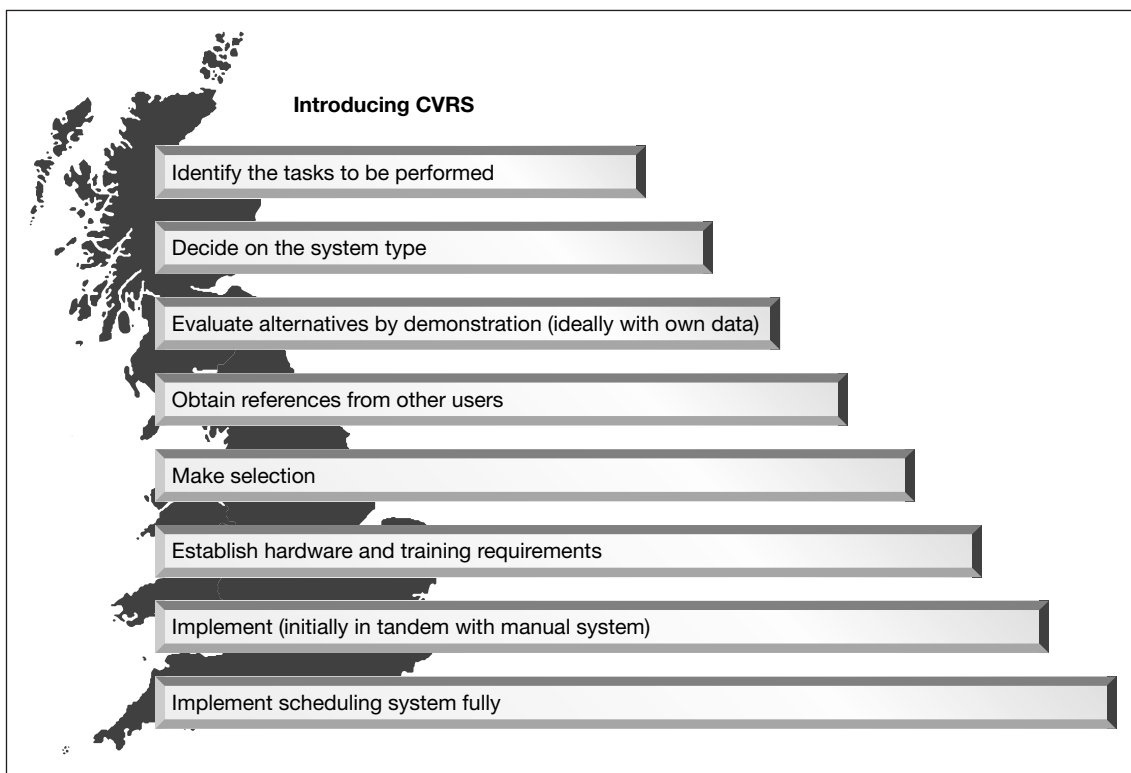 Introducing CVRS
Identify the tasks to be performed
Decide on the system type
Evaluate alternatives by demonstration (ideally with own data)
Obtain references from other users
Make selection
Establish hardware and training requirements
Implement (initially in tandem with manual system)
Implement scheduling system fully